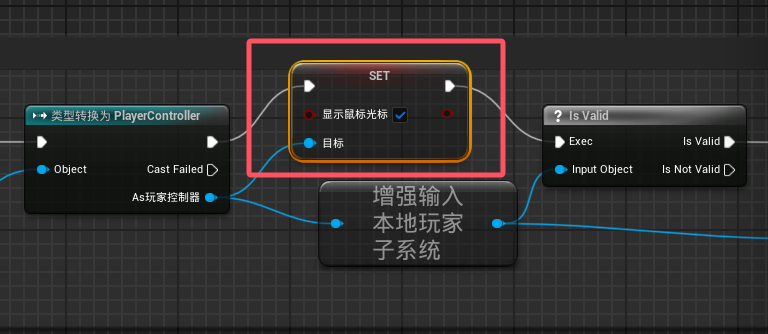 SET
类型转换为 PlayerController
显示鼠标光标
Is Valid
Exec
Is Valid
目标
Object
Cast Failed
Input Object
Is Not Valid
As玩家控制器
增强输入
本地玩家
子系统